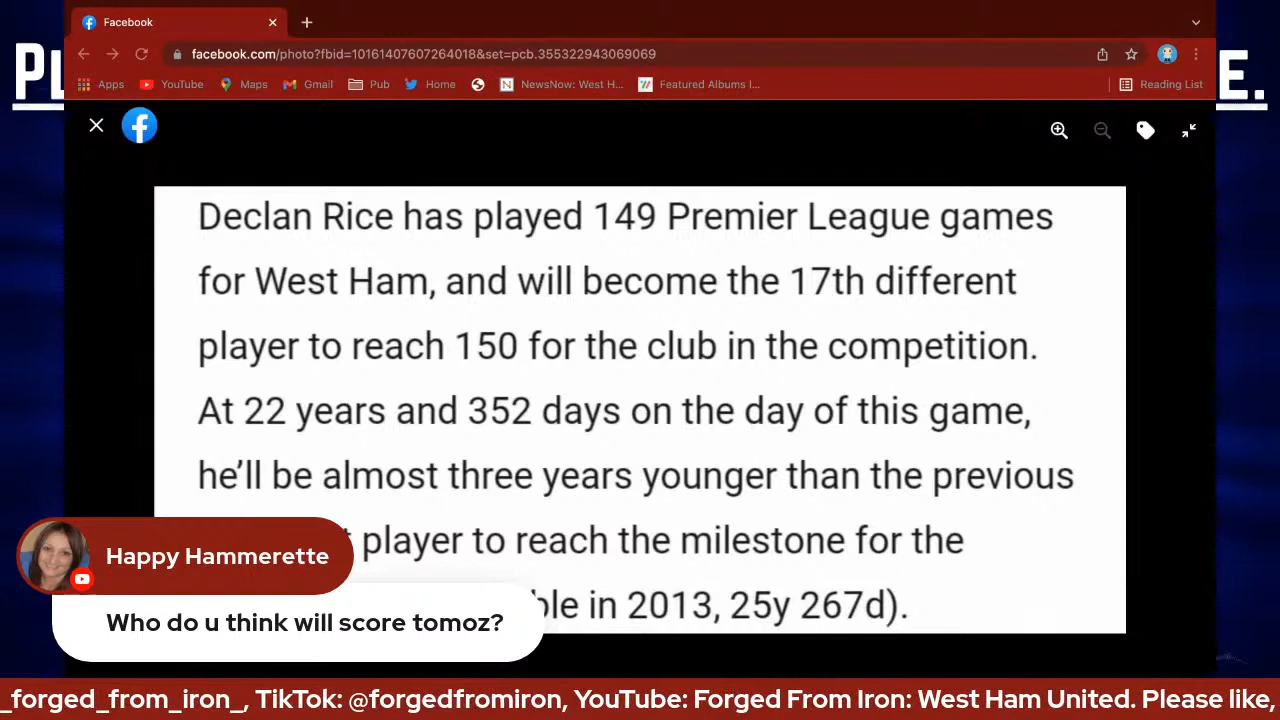 PL
E.
Facebook
facebook.com/photo?fbid=10161407607264018&set=pcb.355322943069069
Apps YouTube Maps Gmail Pub Home NewsNow: West H... Featured Albums I... Reading List
Declan Rice has played 149 Premier League games
for West Ham, and will become the 17th different
player to reach 150 for the club in the competition.
At 22 years and 352 days on the day of this game,
he’ll be almost three years younger than the previous
player to reach the milestone for the
in 2013, 25y 267d).
Happy Hammerette
Who do u think will score tomoz?
_forged_from_iron_, TikTok: @forgedfromiron, YouTube: Forged From Iron: West Ham United. Please like,